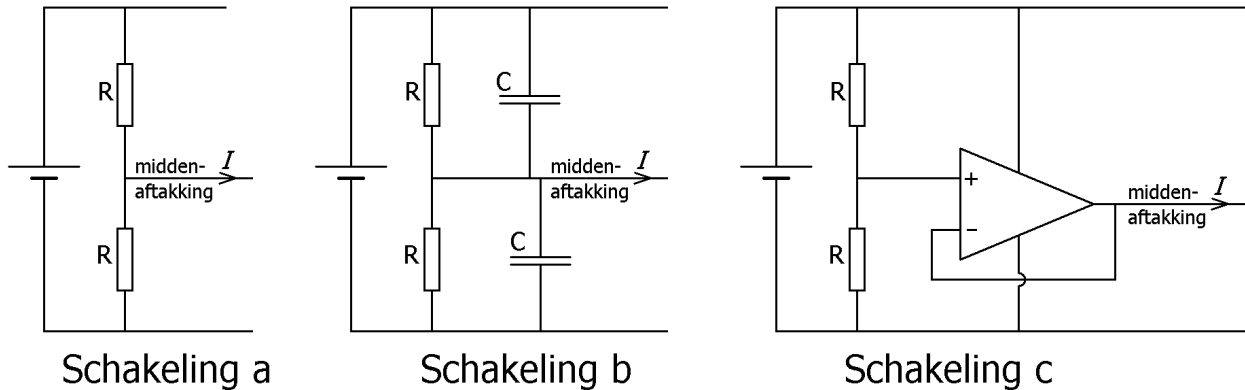 R
midden-
aftakking
I
R
Schakeling a
R
C
midden-
aftakking
I
R
C
Schakeling b
R
+
−
midden-
aftakking
I
R
Schakeling c